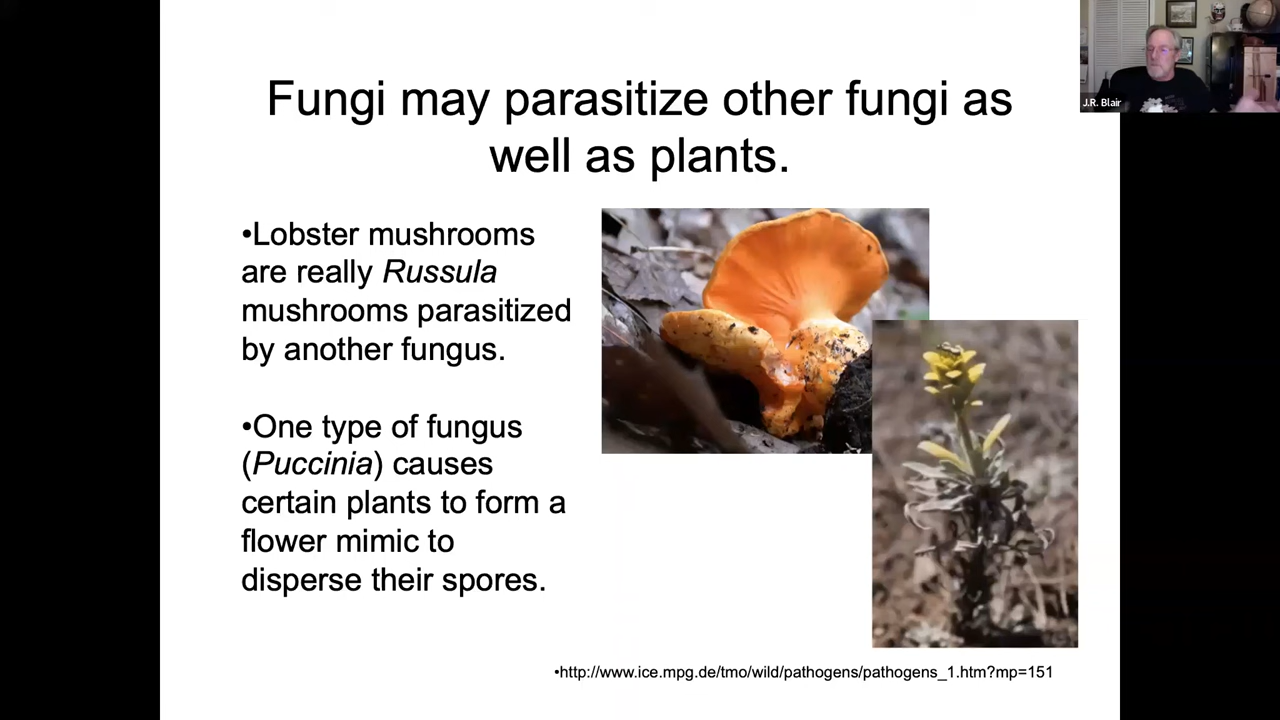 Fungi may parasitize other fungi as
well as plants.
J.R. Blair
•Lobster mushrooms
are really Russula
mushrooms parasitized
by another fungus.
•One type of fungus
(Puccinia) causes
certain plants to form a
flower mimic to
disperse their spores.
•http://www.ice.mpg.de/tmo/wild/pathogens/pathogens_1.htm?mp=151